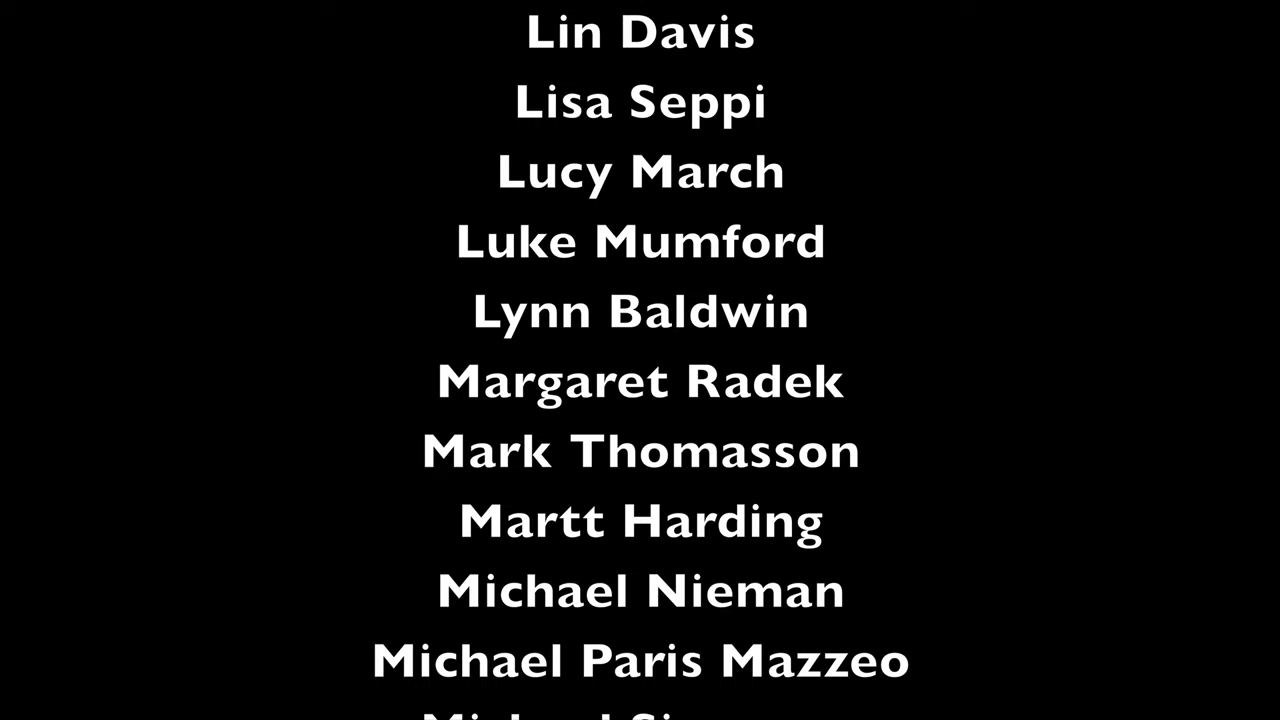 Lin Davis
Lisa Seppi
Lucy March
Luke Mumford
Lynn Baldwin
Margaret Radek
Mark Thomasson
Martt Harding
Michael Nieman
Michael Paris Mazzeo
Michael